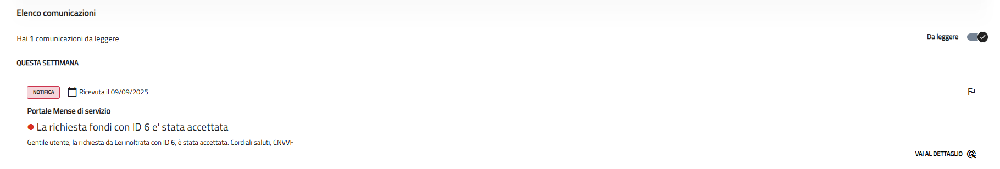 Elenco comunicazioni
Hai 1 comunicazioni da leggere
Da leggere
QUESTA SETTIMANA
NOTIFICA
Ricevuta il 09/09/2025
Portale Mense di servizio
La richiesta fondi con ID 6 e' stata accettata
Gentile utente, la richiesta da Lei inoltrata con ID 6, è stata accettata. Cordiali saluti, CNVVF
VAI AL DETTAGLIO